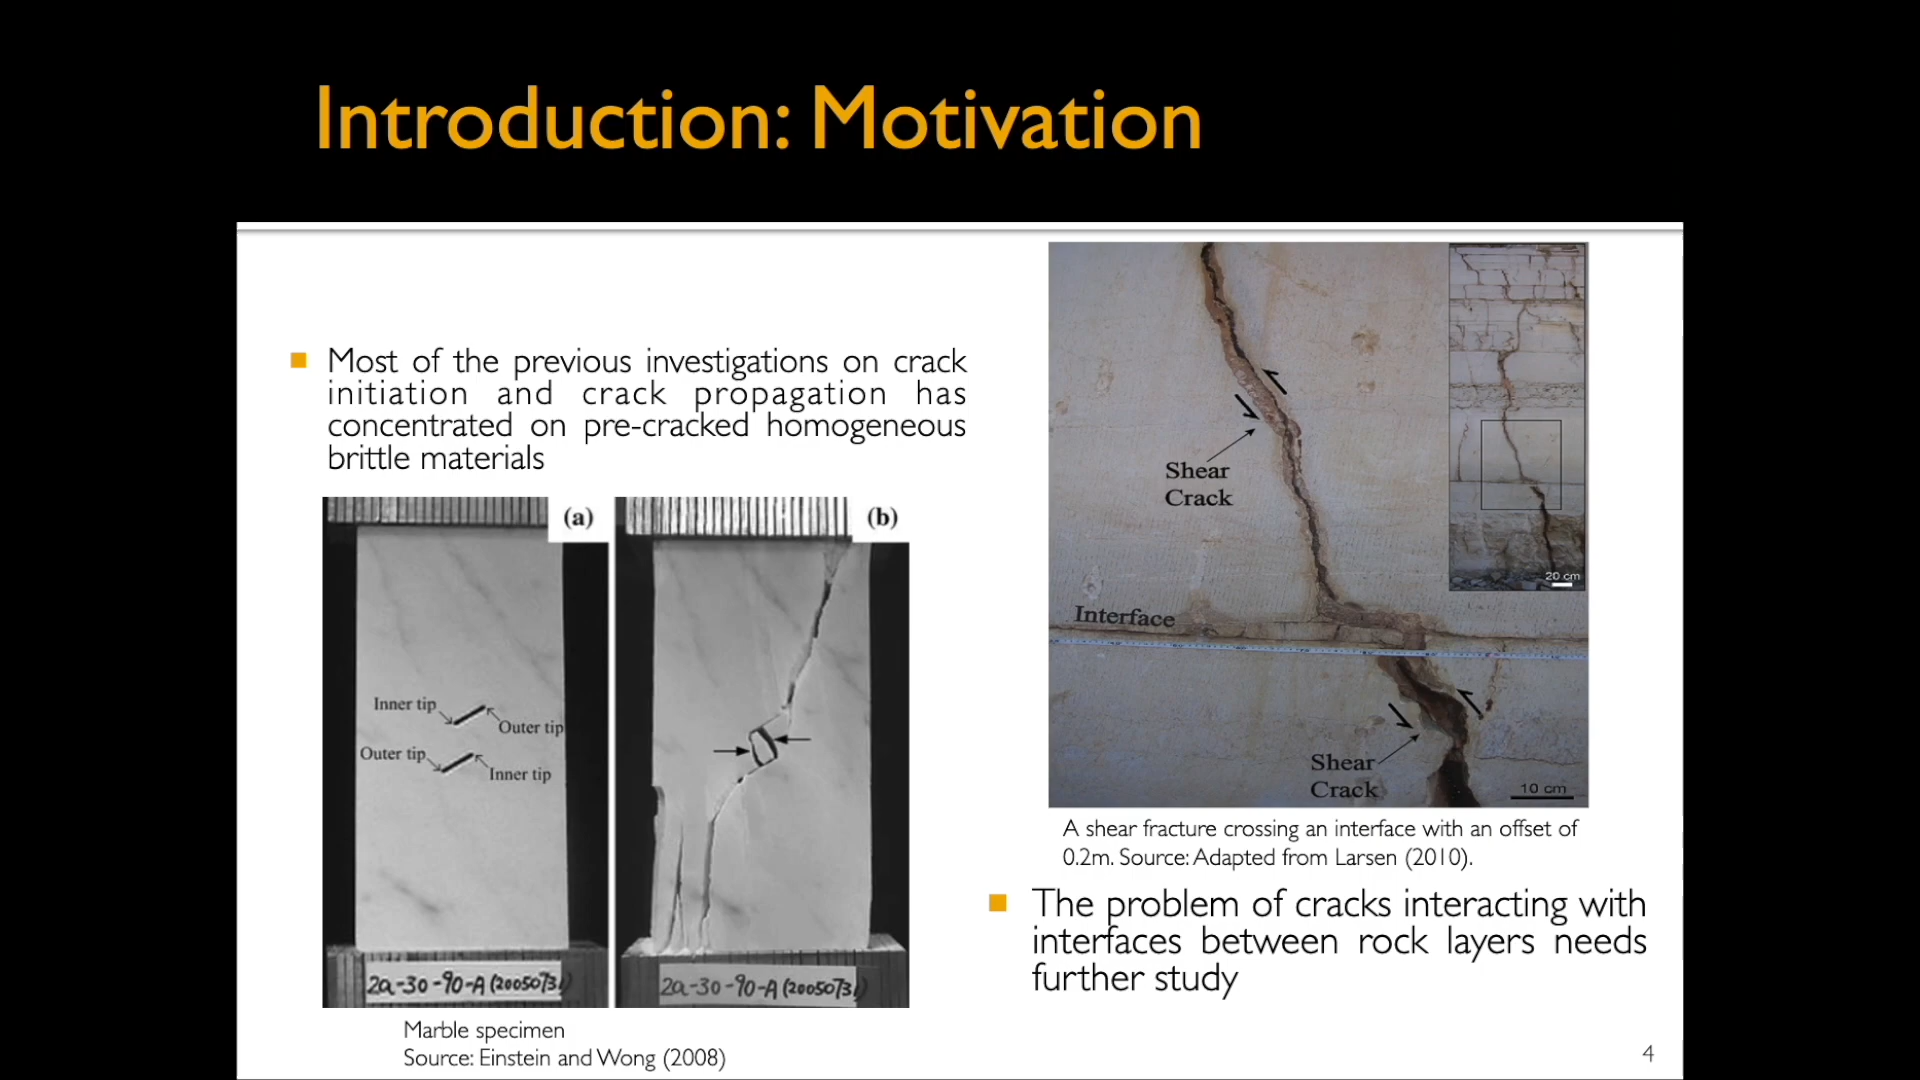 Introduction: Motivation
Most of the previous investigations on crack
initiation and crack propagation has
concentrated on pre-cracked homogeneous
brittle materials
(a)
(b)
Inner tip
Outer tip
Outer tip
Inner tip
2a-30-90-A (20050731)
2a-30-90-A (20050731)
Marble specimen
Source: Einstein and Wong (2008)
Shear
Crack
20 cm
Interface
Shear
Crack
10 cm
A shear fracture crossing an interface with an offset of
0.2m. Source: Adapted from Larsen (2010).
The problem of cracks interacting with
interfaces between rock layers needs
further study
4